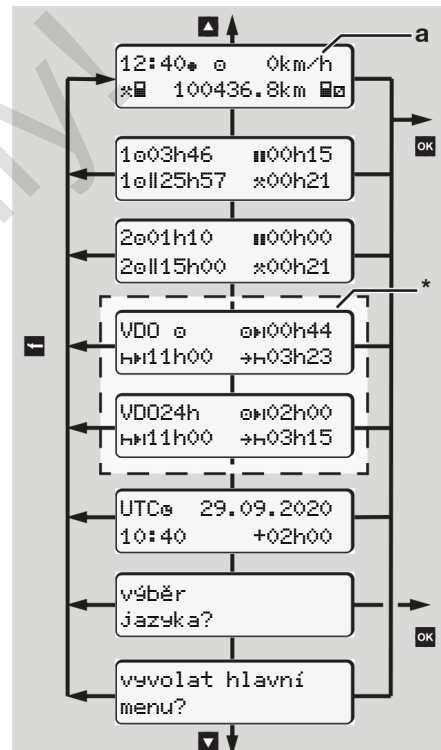 a
12:40● ⊙ 0km/h
100436.8km
OK
1⊙03h46 00h15
1⊙||25h57 00h21
2⊙01h10 00h00
2⊙||15h00 00h21
*
VDO ⊙ 00h44
11h00 03h23
VDO24h 02h00
11h00 03h15
UTC 29.09.2020
10:40 +02h00
výběr
jazyka?
OK
vyvolat hlavní
menu?